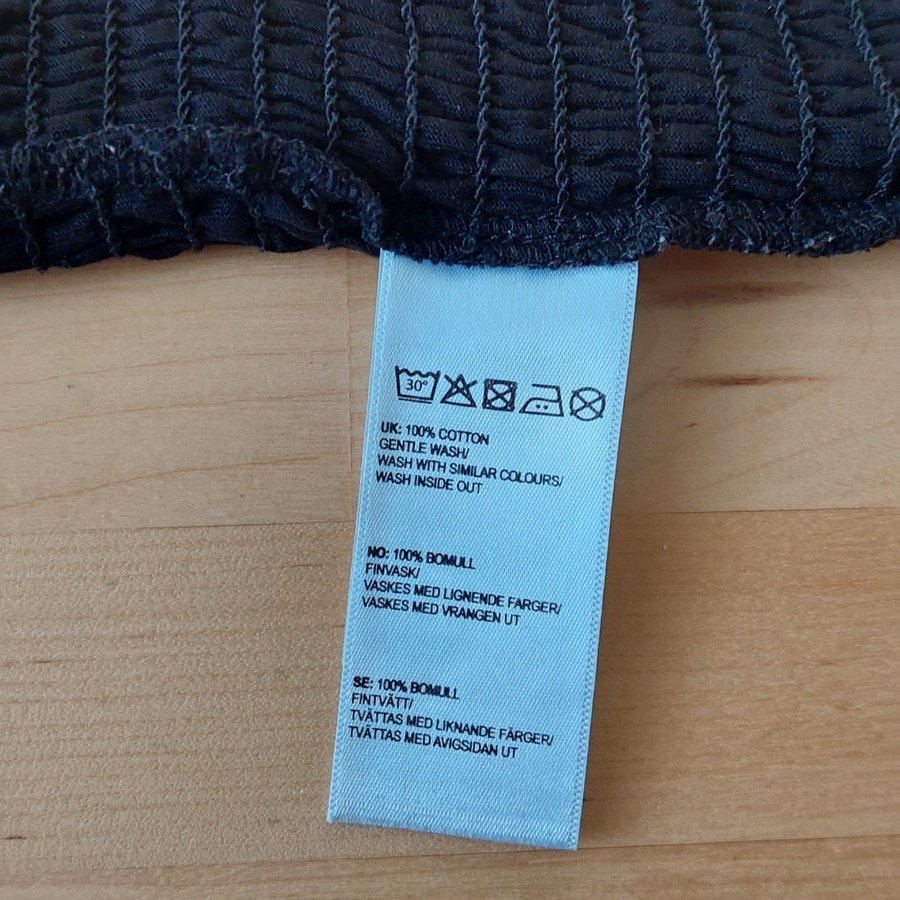 30°
UK: 100% COTTON
GENTLE WASH/
WASH WITH SIMILAR COLOURS/
WASH INSIDE OUT
NO: 100% BOMULL
FINVASK/
VASKES MED LIGNENDE FARGER/
VASKES MED VRANGEN UT
SE: 100% BOMULL
FINTVÄTT/
TVÄTTAS MED LIKNANDE FÄRGER/
TVÄTTAS MED AVIGSIDAN UT